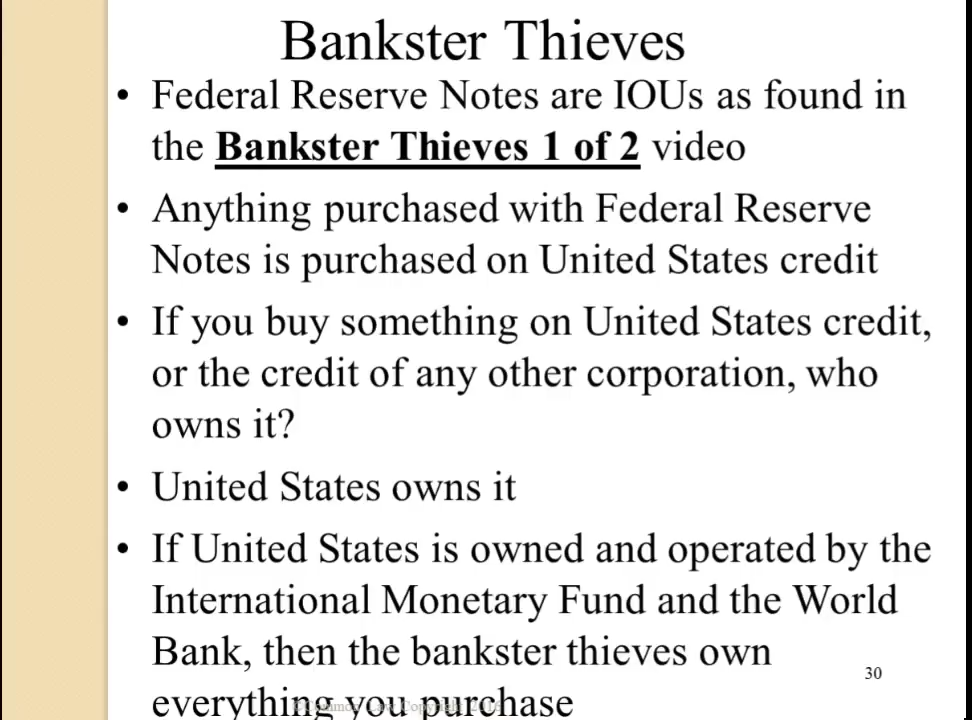 Bankster Thieves
• Federal Reserve Notes are IOUs as found in
the Bankster Thieves 1 of 2 video
• Anything purchased with Federal Reserve
Notes is purchased on United States credit
• If you buy something on United States credit,
or the credit of any other corporation, who
owns it?
• United States owns it
• If United States is owned and operated by the
International Monetary Fund and the World
Bank, then the bankster thieves own
30
everything you purchase
©Common Law Copyright